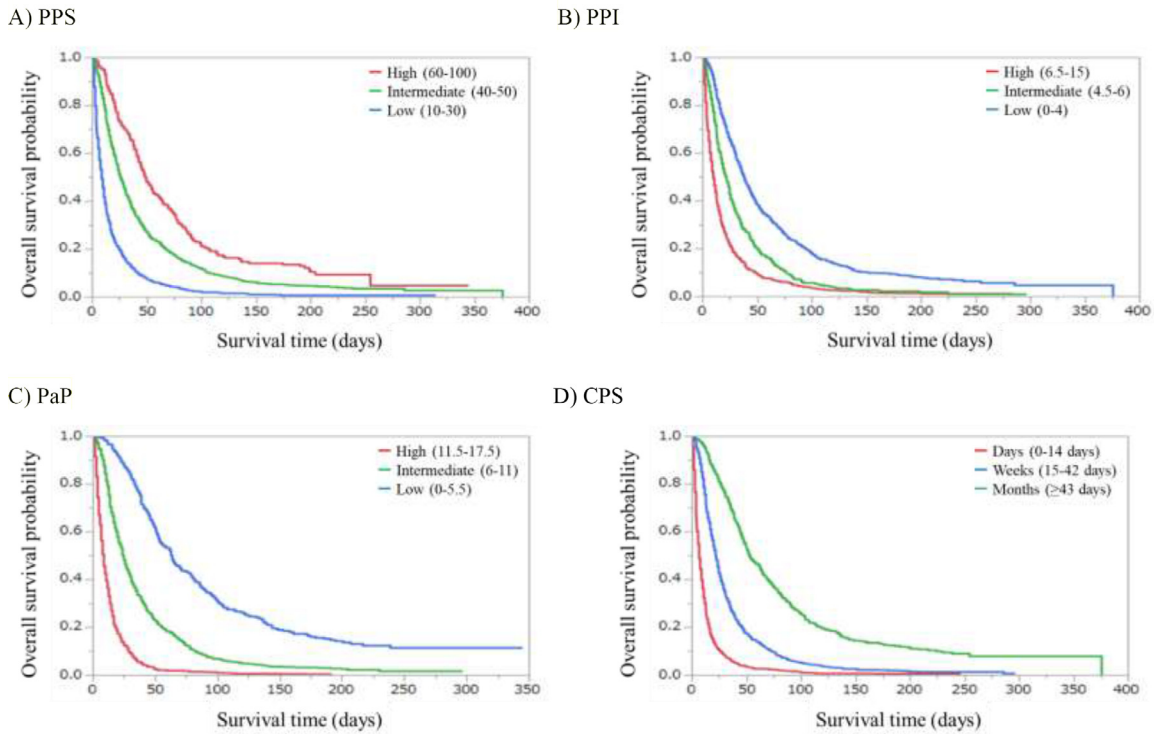 A) PPS
Overall survival probability
1.0
0.8
0.6
0.4
0.2
0.0
0
50
100
150
200
250
300
350
400
High (60-100)
Intermediate (40-50)
Low (10-30)
Survival time (days)
B) PPI
Overall survival probability
1.0
0.8
0.6
0.4
0.2
0.0
0
50
100
150
200
250
300
350
400
High (6.5-15)
Intermediate (4.5-6)
Low (0-4)
Survival time (days)
C) PaP
Overall survival probability
1.0
0.8
0.6
0.4
0.2
0.0
0
50
100
150
200
250
300
350
High (11.5-17.5)
Intermediate (6-11)
Low (0-5.5)
Survival time (days)
D) CPS
Overall survival probability
1.0
0.8
0.6
0.4
0.2
0.0
0
50
100
150
200
250
300
350
400
Days (0-14 days)
Weeks (15-42 days)
Months (≥43 days)
Survival time (days)